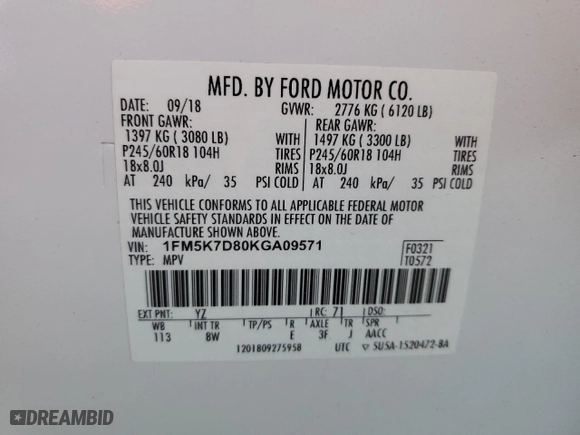 MFD. BY FORD MOTOR CO.
DATE: 09/18 GVWR: 2776 KG ( 6120 LB)
FRONT GAWR: REAR GAWR:
1397 KG ( 3080 LB) WITH 1497 KG ( 3300 LB) WITH
P245/60R18 104H TIRES P245/60R18 104H TIRES
18x8.0J RIMS 18x8.0J RIMS
AT 240 kPa/ 35 PSI COLD AT 240 kPa/ 35 PSI COLD
THIS VEHICLE CONFORMS TO ALL APPLICABLE FEDERAL MOTOR
VEHICLE SAFETY STANDARDS IN EFFECT ON THE DATE OF
MANUFACTURE SHOWN ABOVE.
VIN: 1FM5K7D80KGA09571 F0321
TYPE: MPV T0572
EXT PNT: YZ RC: 71 DSO:
WB INT TR TP/PS R AXLE TR SPR
113 8W E 3F J AACC
1201809275958 UTC ▽ 5USA-1520472-BA
DREAMBID